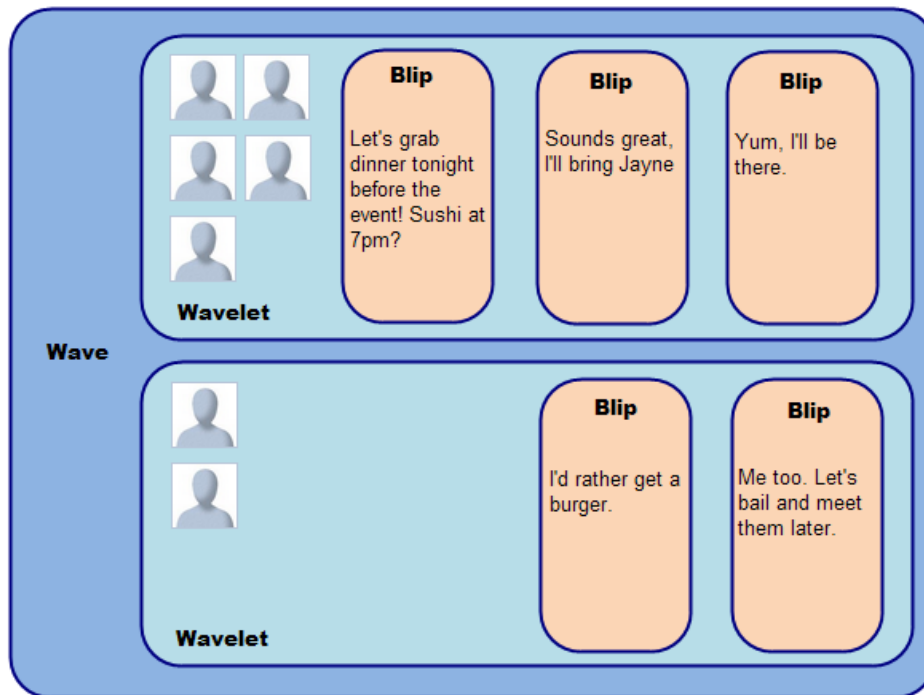 Blip
Let's grab
dinner tonight
before the
event! Sushi at
7pm?
Blip
Sounds great,
I'll bring Jayne
Blip
Yum, I'll be
there.
Wavelet
Wave
Blip
I'd rather get a
burger.
Blip
Me too. Let's
bail and meet
them later.
Wavelet